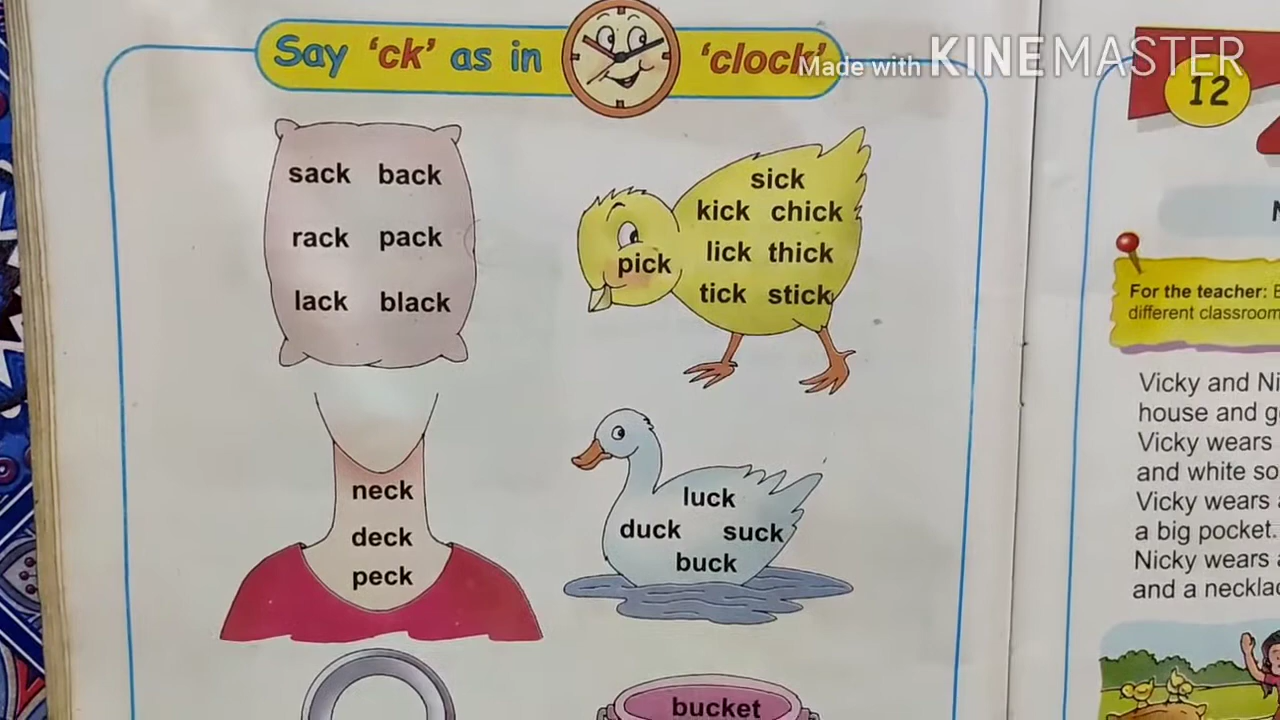 Say 'ck' as in 'clock'
Made with KINEMASTER
sack back
rack pack
lack black
sick
kick chick
pick lick thick
tick stick
neck
deck
peck
luck
duck suck
buck
bucket
12
For the teacher:
different classroom
Vicky and
house and
Vicky wears
and white
Vicky wears
a big pocket.
Nicky wears
and a